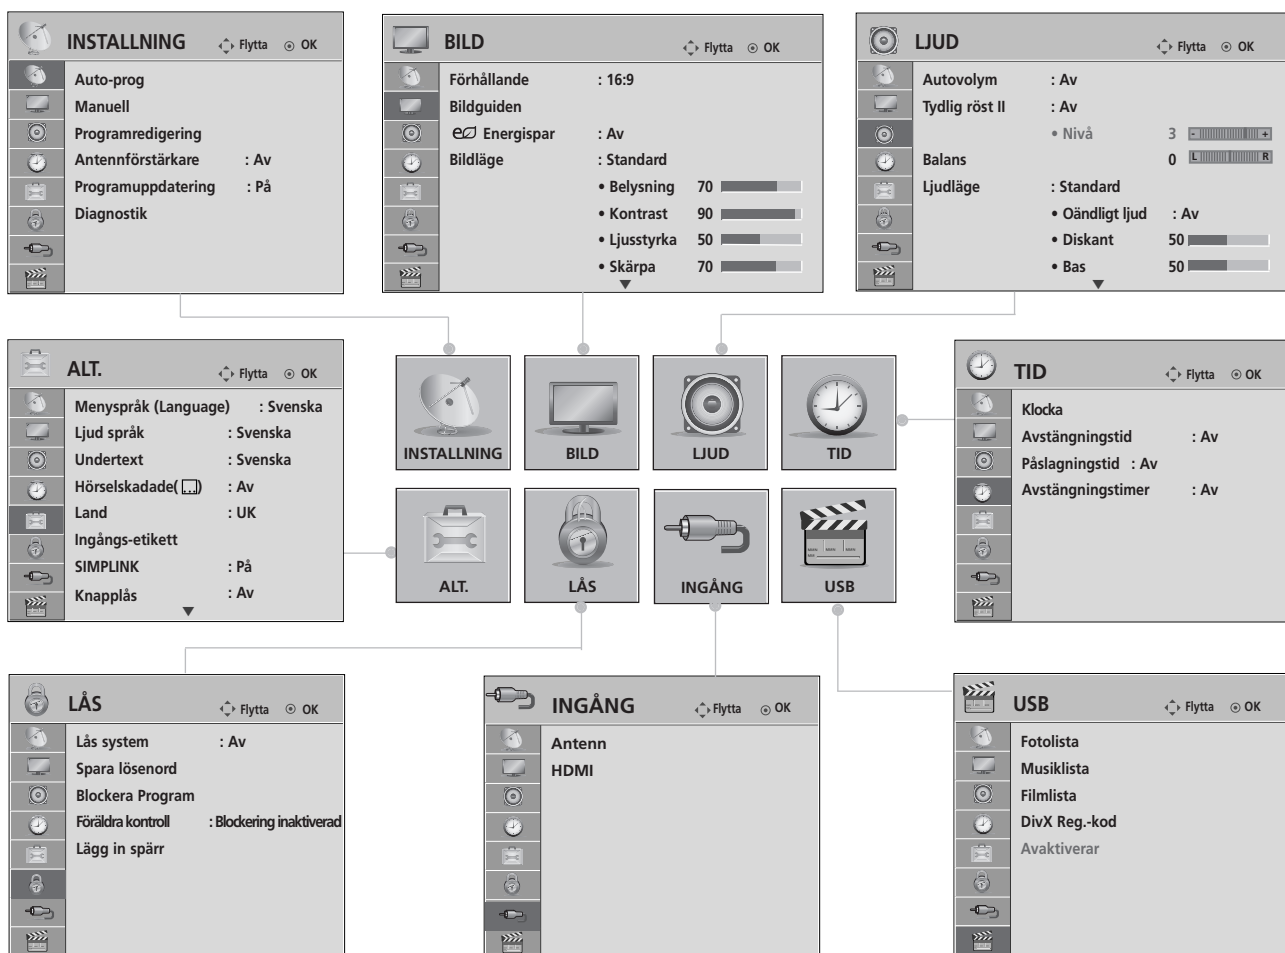 INSTALLNING
Flytta OK
Auto-prog
Manuell
Programredigering
Antennförstärkare : Av
Programuppdatering : På
Diagnostik
BILD
Flytta OK
Förhållande : 16:9
Bildguiden
Energispar : Av
Bildläge : Standard
• Belysning 70
• Kontrast 90
• Ljusstyrka 50
• Skärpa 70
LJUD
Flytta OK
Autovolym : Av
Tydlig röst II : Av
• Nivå 3 - +
Balans 0 L R
Ljudläge : Standard
• Oändligt ljud : Av
• Diskant 50
• Bas 50
ALT.
Flytta OK
Menyspråk (Language) : Svenska
Ljud språk : Svenska
Undertext : Svenska
Hörselskadade( ) : Av
Land : UK
Ingångs-etikett
SIMPLINK : På
Knapplås : Av
INSTALLNING
BILD
LJUD
TID
ALT.
LÅS
INGÅNG
USB
TID
Flytta OK
Klocka
Avstängningstid : Av
Påslagningstid : Av
Avstängningstimer : Av
LÅS
Flytta OK
Lås system : Av
Spara lösenord
Blockera Program
Föräldra kontroll : Blockering inaktiverad
Lägg in spärr
INGÅNG
Flytta OK
Antenn
HDMI
USB
Flytta OK
Fotolista
Musiklista
Filmlista
DivX Reg.-kod
Avaktiverar